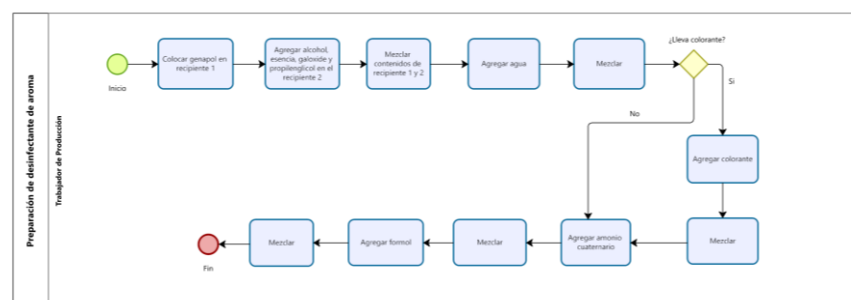 Preparación de desinfectante de aroma
Trabajador de Producción
Inicio
Colocar genapol en
recipiente 1
Agregar alcohol,
esencia, galoxide y
propilenglicol en el
recipiente 2
Mezclar
contenidos de
recipiente 1 y 2
Agregar agua
Mezclar
¿Lleva colorante?
Si
No
Agregar colorante
Mezclar
Agregar amonio
cuaternario
Mezclar
Agregar formol
Mezclar
Fin